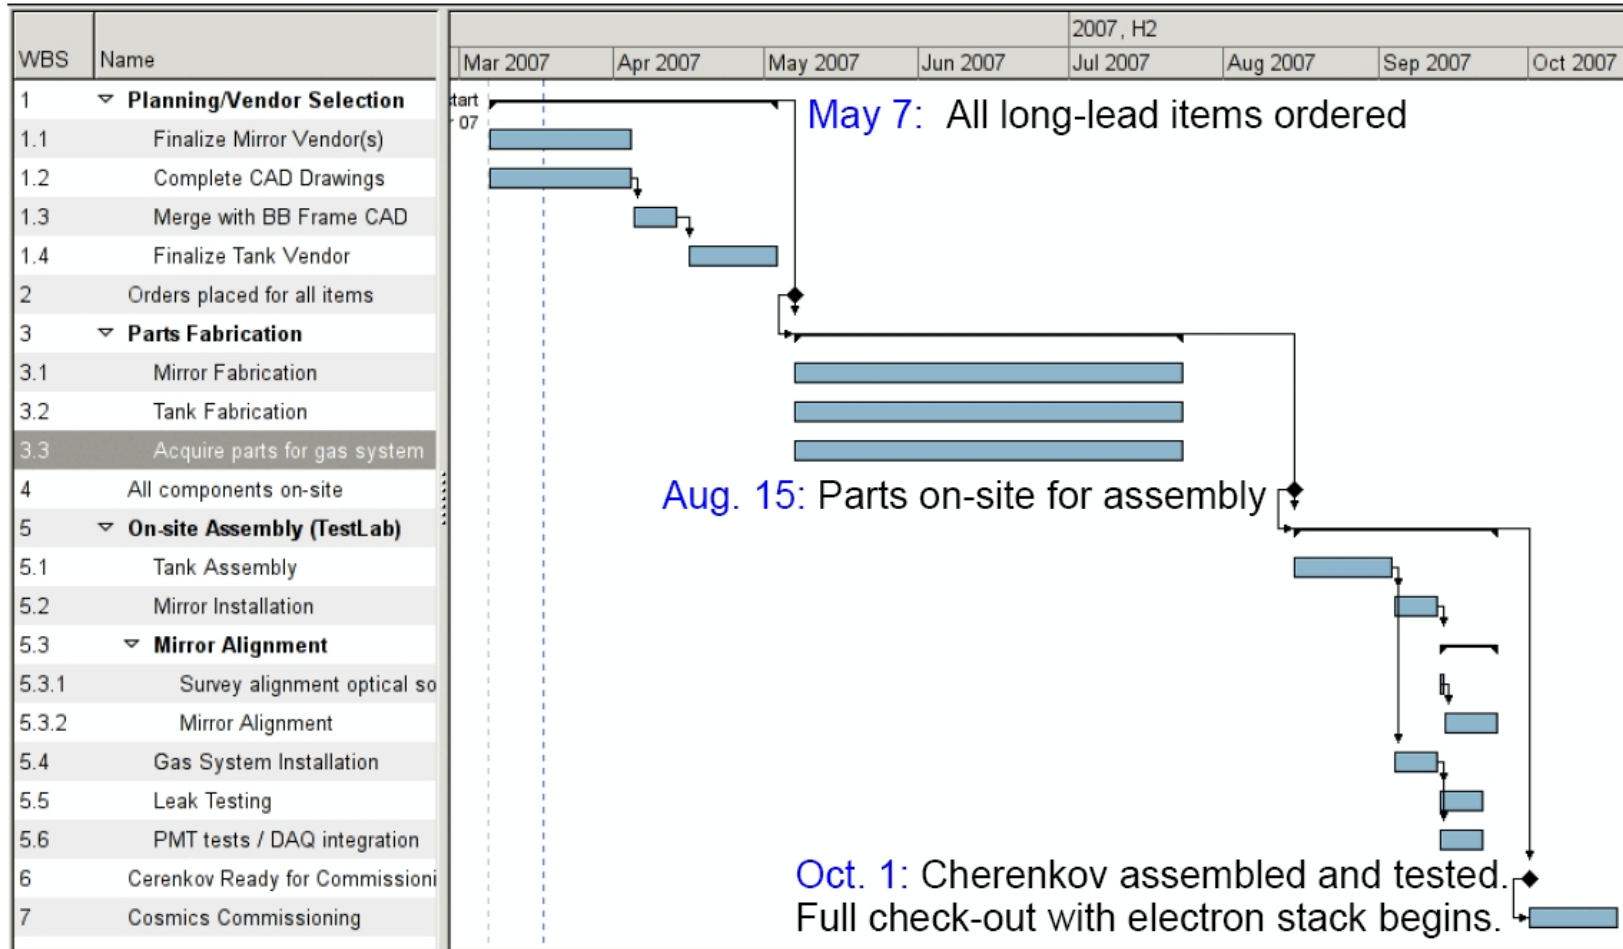 2007, H2
WBS Name Mar 2007 Apr 2007 May 2007 Jun 2007 Jul 2007 Aug 2007 Sep 2007 Oct 2007
1 Planning/Vendor Selection tart
07
May 7: All long-lead items ordered
1.1 Finalize Mirror Vendor(s)
1.2 Complete CAD Drawings
1.3 Merge with BB Frame CAD
1.4 Finalize Tank Vendor
2 Orders placed for all items
3 Parts Fabrication
3.1 Mirror Fabrication
3.2 Tank Fabrication
3.3 Acquire parts for gas system
4 All components on-site
Aug. 15: Parts on-site for assembly
5 On-site Assembly (TestLab)
5.1 Tank Assembly
5.2 Mirror Installation
5.3 Mirror Alignment
5.3.1 Survey alignment optical so
5.3.2 Mirror Alignment
5.4 Gas System Installation
5.5 Leak Testing
5.6 PMT tests / DAQ integration
6 Cerenkov Ready for Commissioni
Oct. 1: Cherenkov assembled and tested.
7 Cosmics Commissioning
Full check-out with electron stack begins.